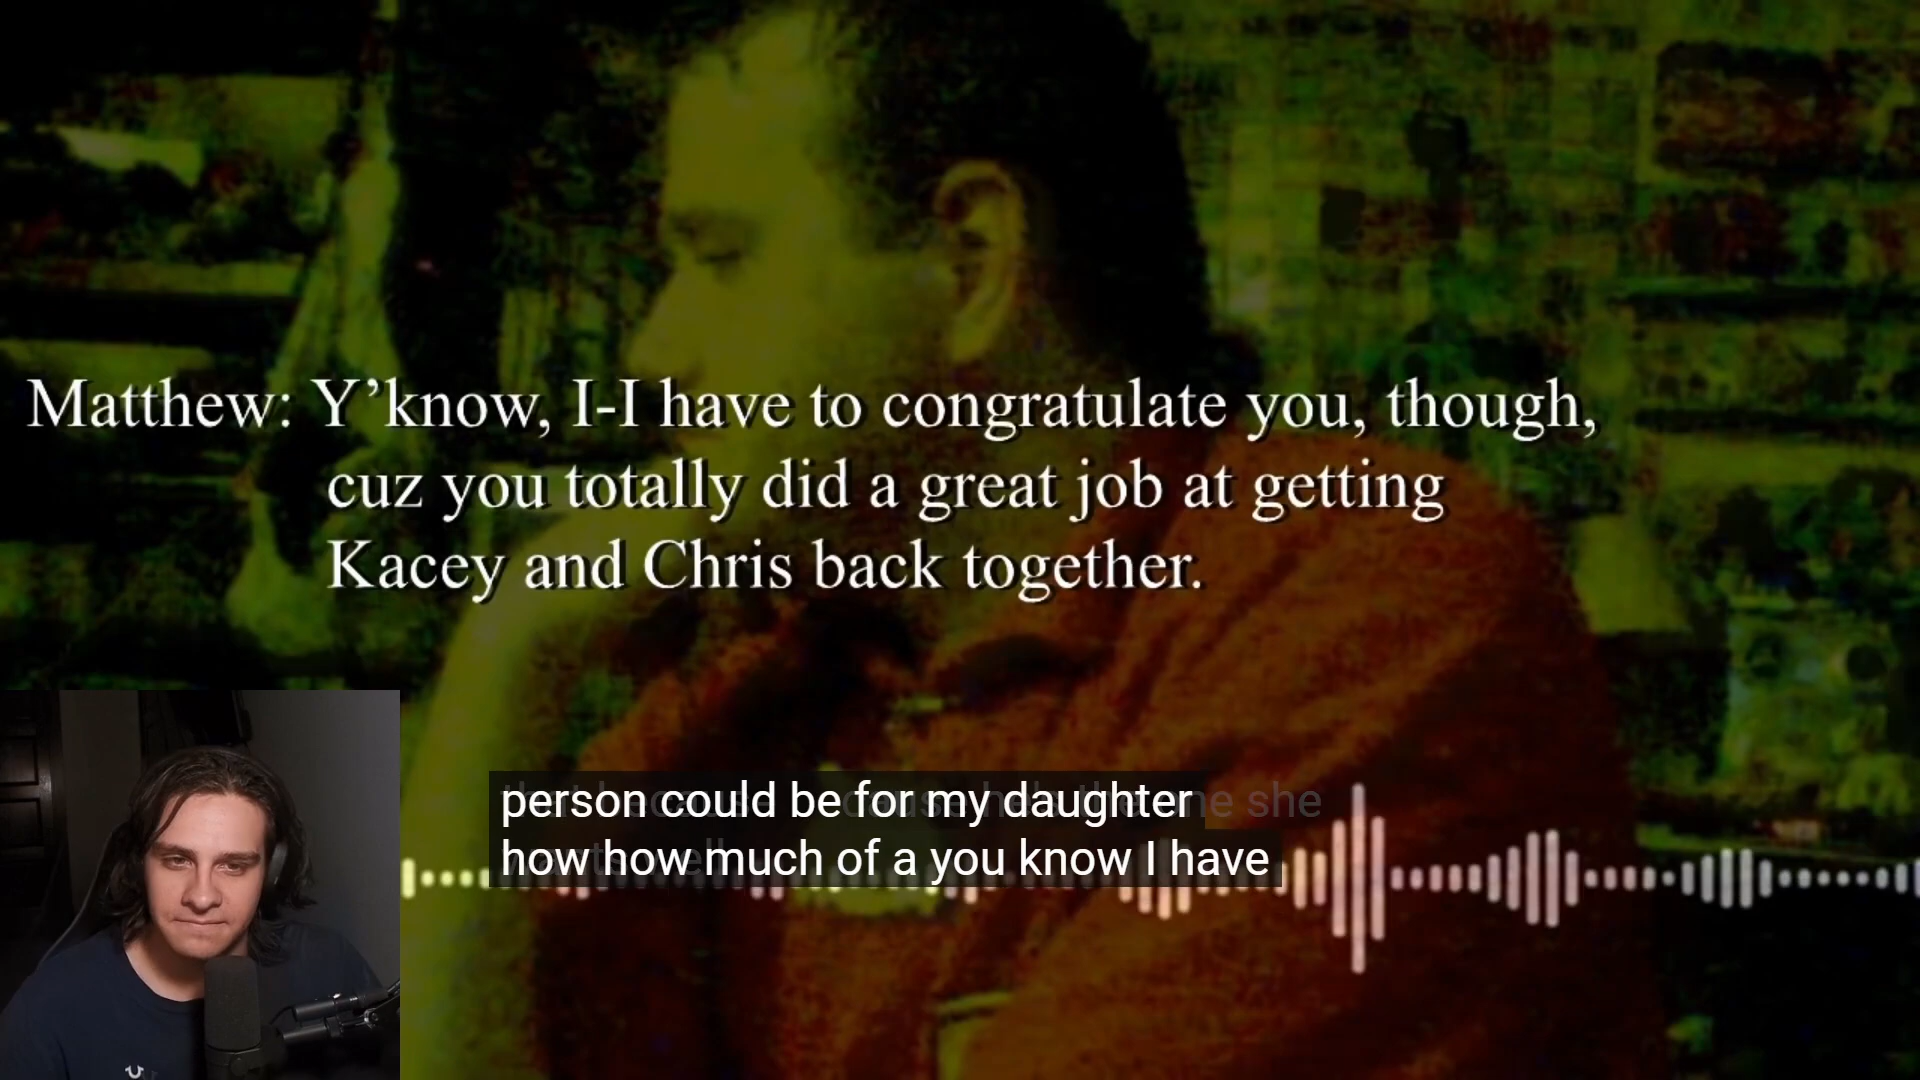 Matthew: Y’know, I-I have to congratulate you, though,
cuz you totally did a great job at getting
Kacey and Chris back together.
person could be for my daughter
how how much of a you know I have